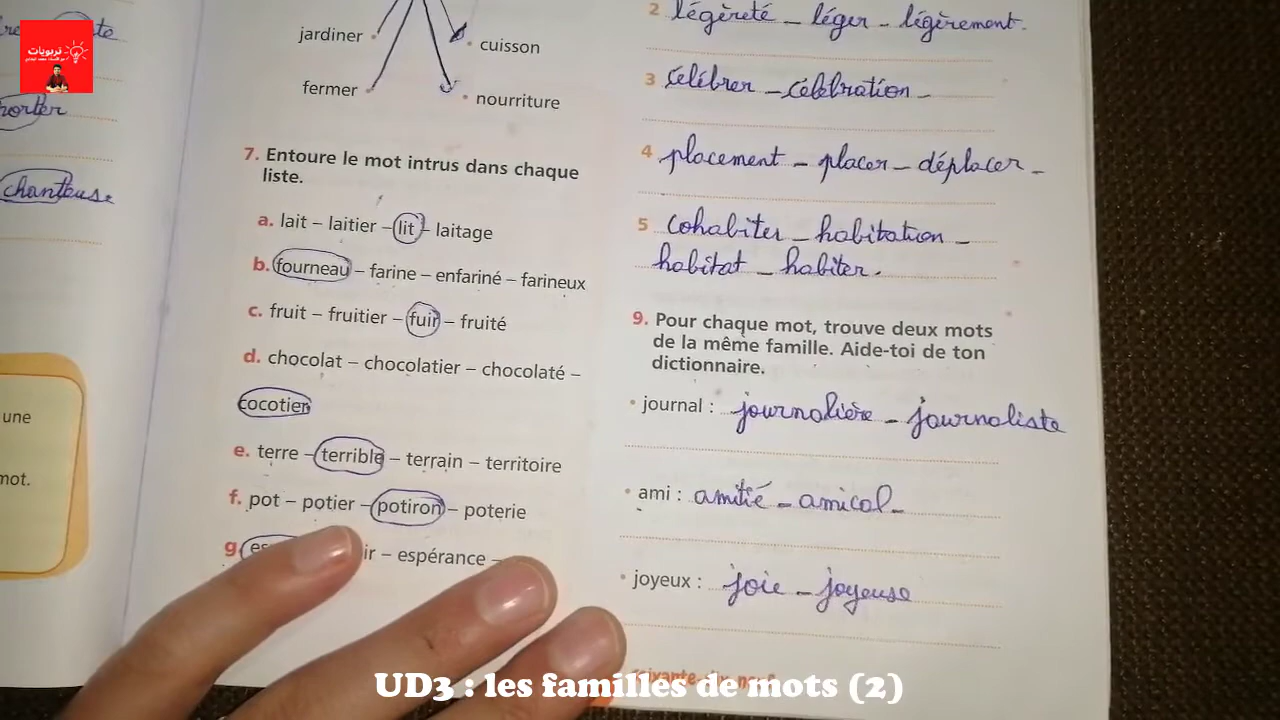 تربويات
horter
chanteuse
une
mot.
jardiner
cuisson
fermer
nourriture
7. Entoure le mot intrus dans chaque
liste.
a. lait – laitier – lit – laitage
b. fourneau – farine – enfariné – farineux
c. fruit – fruitier – fuir – fruité
d. chocolat – chocolatier – chocolaté –
cocotier
e. terre – terrible – terrain – territoire
f. pot – potier – potiron – poterie
g. es ir – espérance –
2 légèreté – léger – légèrement.
3 célébrer – célébration –
4 placement – placer – déplacer –
5 cohabiter – habitation –
habitat – habiter.
9. Pour chaque mot, trouve deux mots
de la même famille. Aide-toi de ton
dictionnaire.
• journal : journalière – journaliste
• ami : amitié – amical –
• joyeux : joie – joyeuse
UD3 : les familles de mots (2)